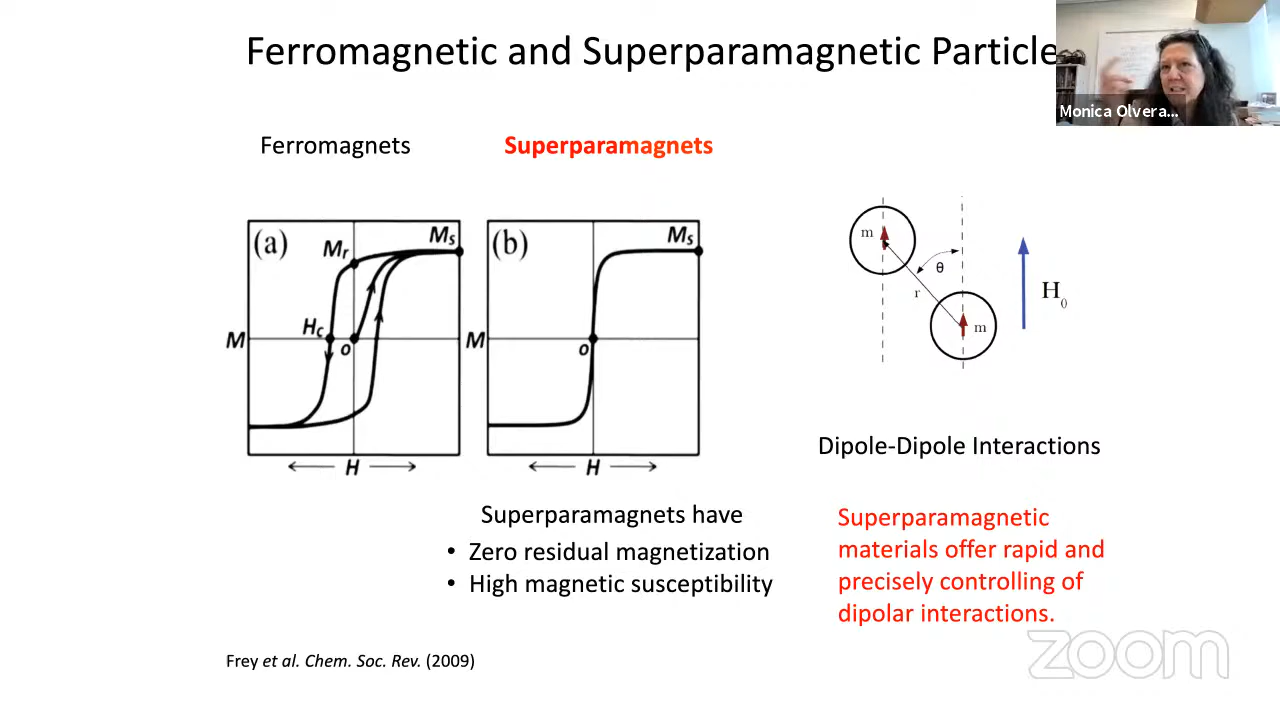 Ferromagnetic and Superparamagnetic Particle
Monica Olvera...
Ferromagnets
Superparamagnets
(a)
Mr
Ms
Hc
M
o
H
(b)
Ms
M
o
H
m
θ
r
m
H0
Dipole-Dipole Interactions
Superparamagnets have
• Zero residual magnetization
• High magnetic susceptibility
Superparamagnetic
materials offer rapid and
precisely controlling of
dipolar interactions.
Frey et al. Chem. Soc. Rev. (2009)
zoom